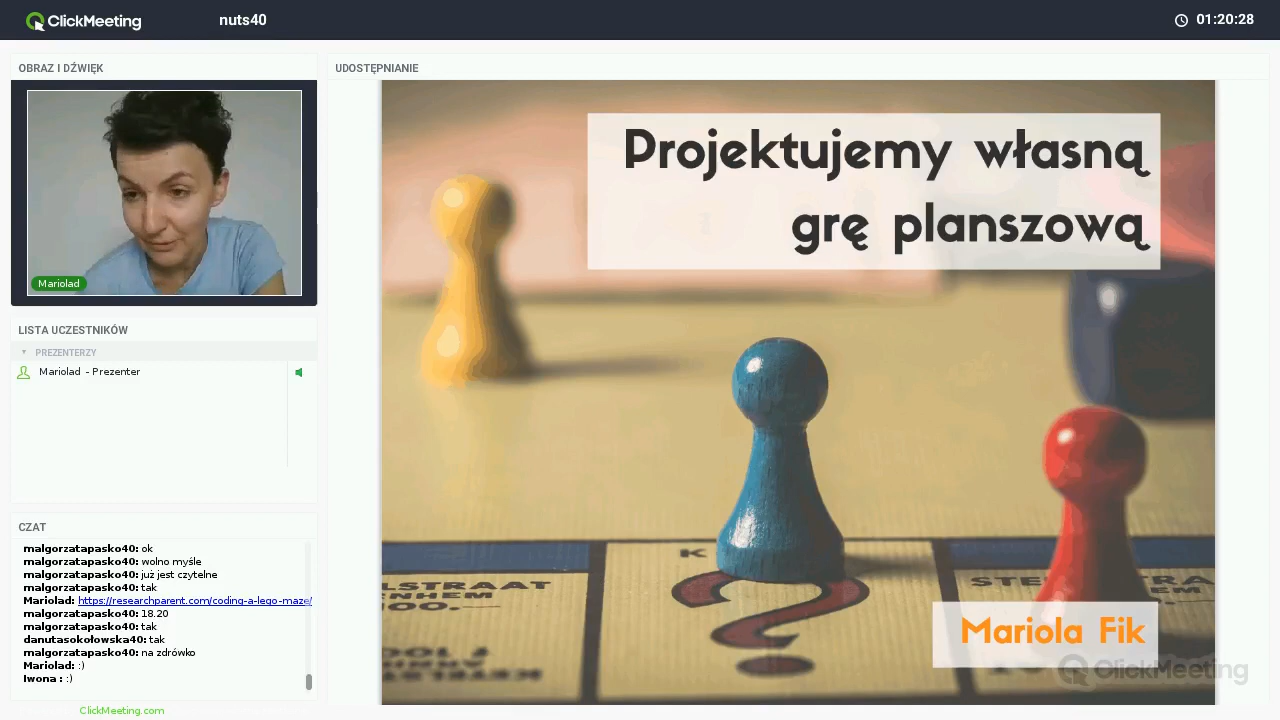 ClickMeeting
nuts40
01:20:28
OBRAZ I DŹWIĘK
Mariolad
LISTA UCZESTNIKÓW
PREZENTERZY
Mariolad - Prezenter
CZAT
malgorzatapasko40: ok
malgorzatapasko40: wolno myśle
malgorzatapasko40: już jest czytelne
malgorzatapasko40: tak
Mariolad: https://researchparent.com/coding-a-lego-maze/
malgorzatapasko40: 18.20
malgorzatapasko40: tak
danutasokołowska40: tak
malgorzatapasko40: na zdrówko
Mariolad: :)
Iwona : :)
ClickMeeting.com
UDOSTĘPNIANIE
Projektujemy własną
grę planszową
K
LSTRAAT
Mariola Fik
ClickMeeting